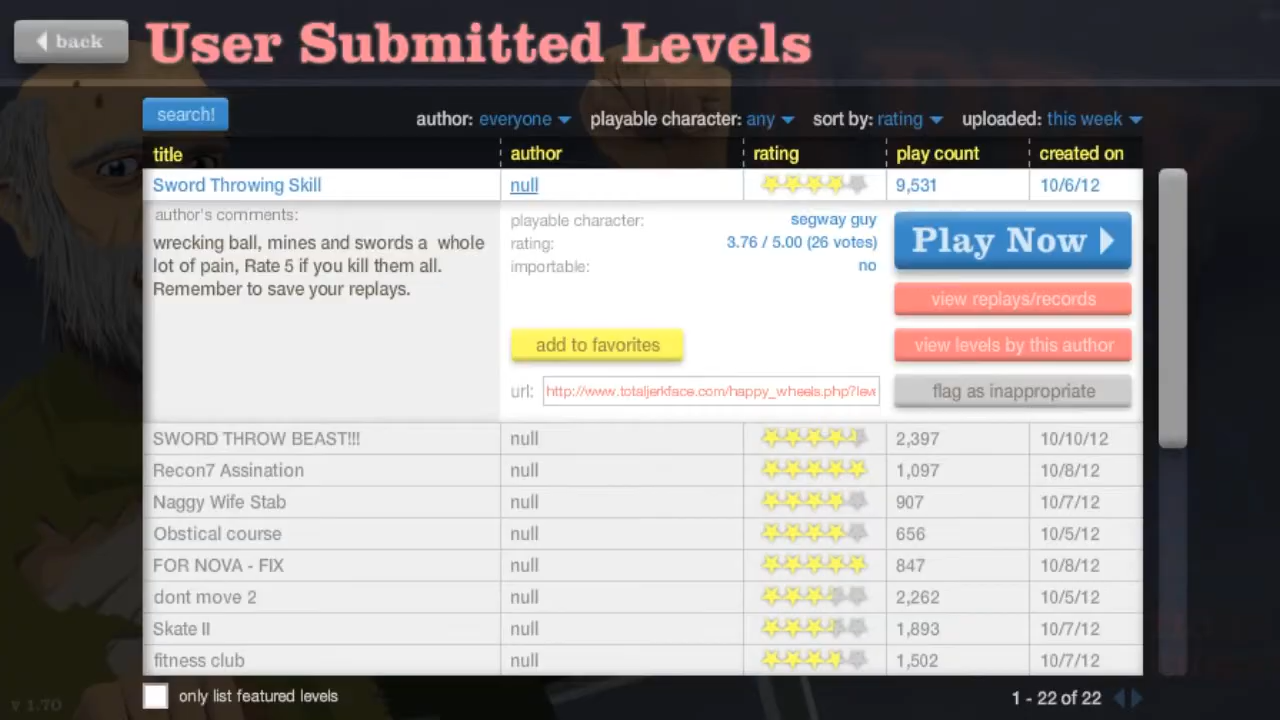 back
User Submitted Levels
search!
author: everyone playable character: any sort by: rating uploaded: this week
title author rating play count created on
Sword Throwing Skill null 9,531 10/6/12
author's comments:
wrecking ball, mines and swords a whole
lot of pain, Rate 5 if you kill them all.
Remember to save your replays.
playable character: segway guy
rating: 3.76 / 5.00 (26 votes)
importable: no
add to favorites
url: http://www.totaljerkface.com/happy_wheels.php?lev
Play Now
view replays/records
view levels by this author
flag as inappropriate
SWORD THROW BEAST!!! null 2,397 10/10/12
Recon7 Assination null 1,097 10/8/12
Naggy Wife Stab null 907 10/7/12
Obstical course null 656 10/5/12
FOR NOVA - FIX null 847 10/8/12
dont move 2 null 2,262 10/5/12
Skate II null 1,893 10/7/12
fitness club null 1,502 10/7/12
only list featured levels
1 - 22 of 22
v 1.70